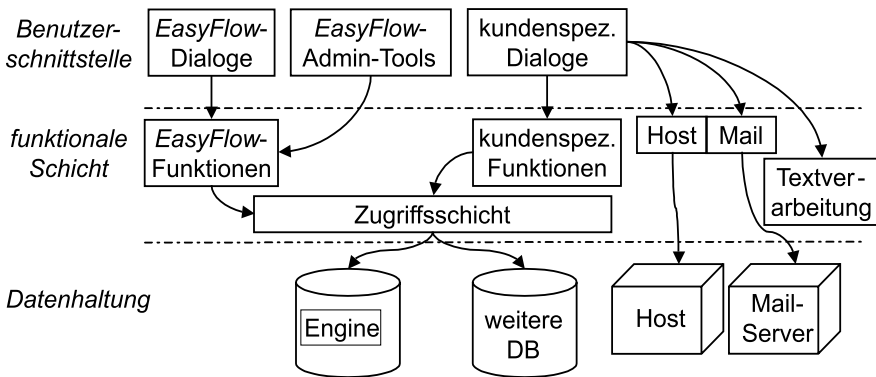 Benutzer-
schnittstelle
EasyFlow-
Dialoge
EasyFlow-
Admin-Tools
kundenspez.
Dialoge
funktionale
Schicht
EasyFlow-
Funktionen
kundenspez.
Funktionen
Host
Mail
Textver-
arbeitung
Zugriffsschicht
Datenhaltung
Engine
weitere
DB
Host
Mail-
Server